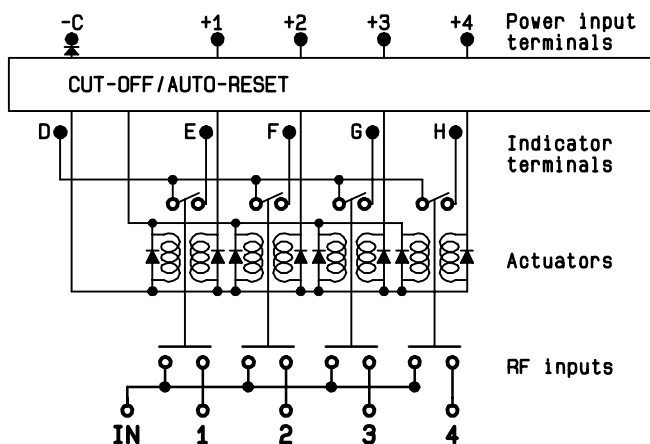 -C +1 +2 +3 +4 Power input
terminals
CUT-OFF/AUTO-RESET
D E F G H Indicator
terminals
Actuators
RF inputs
IN 1 2 3 4